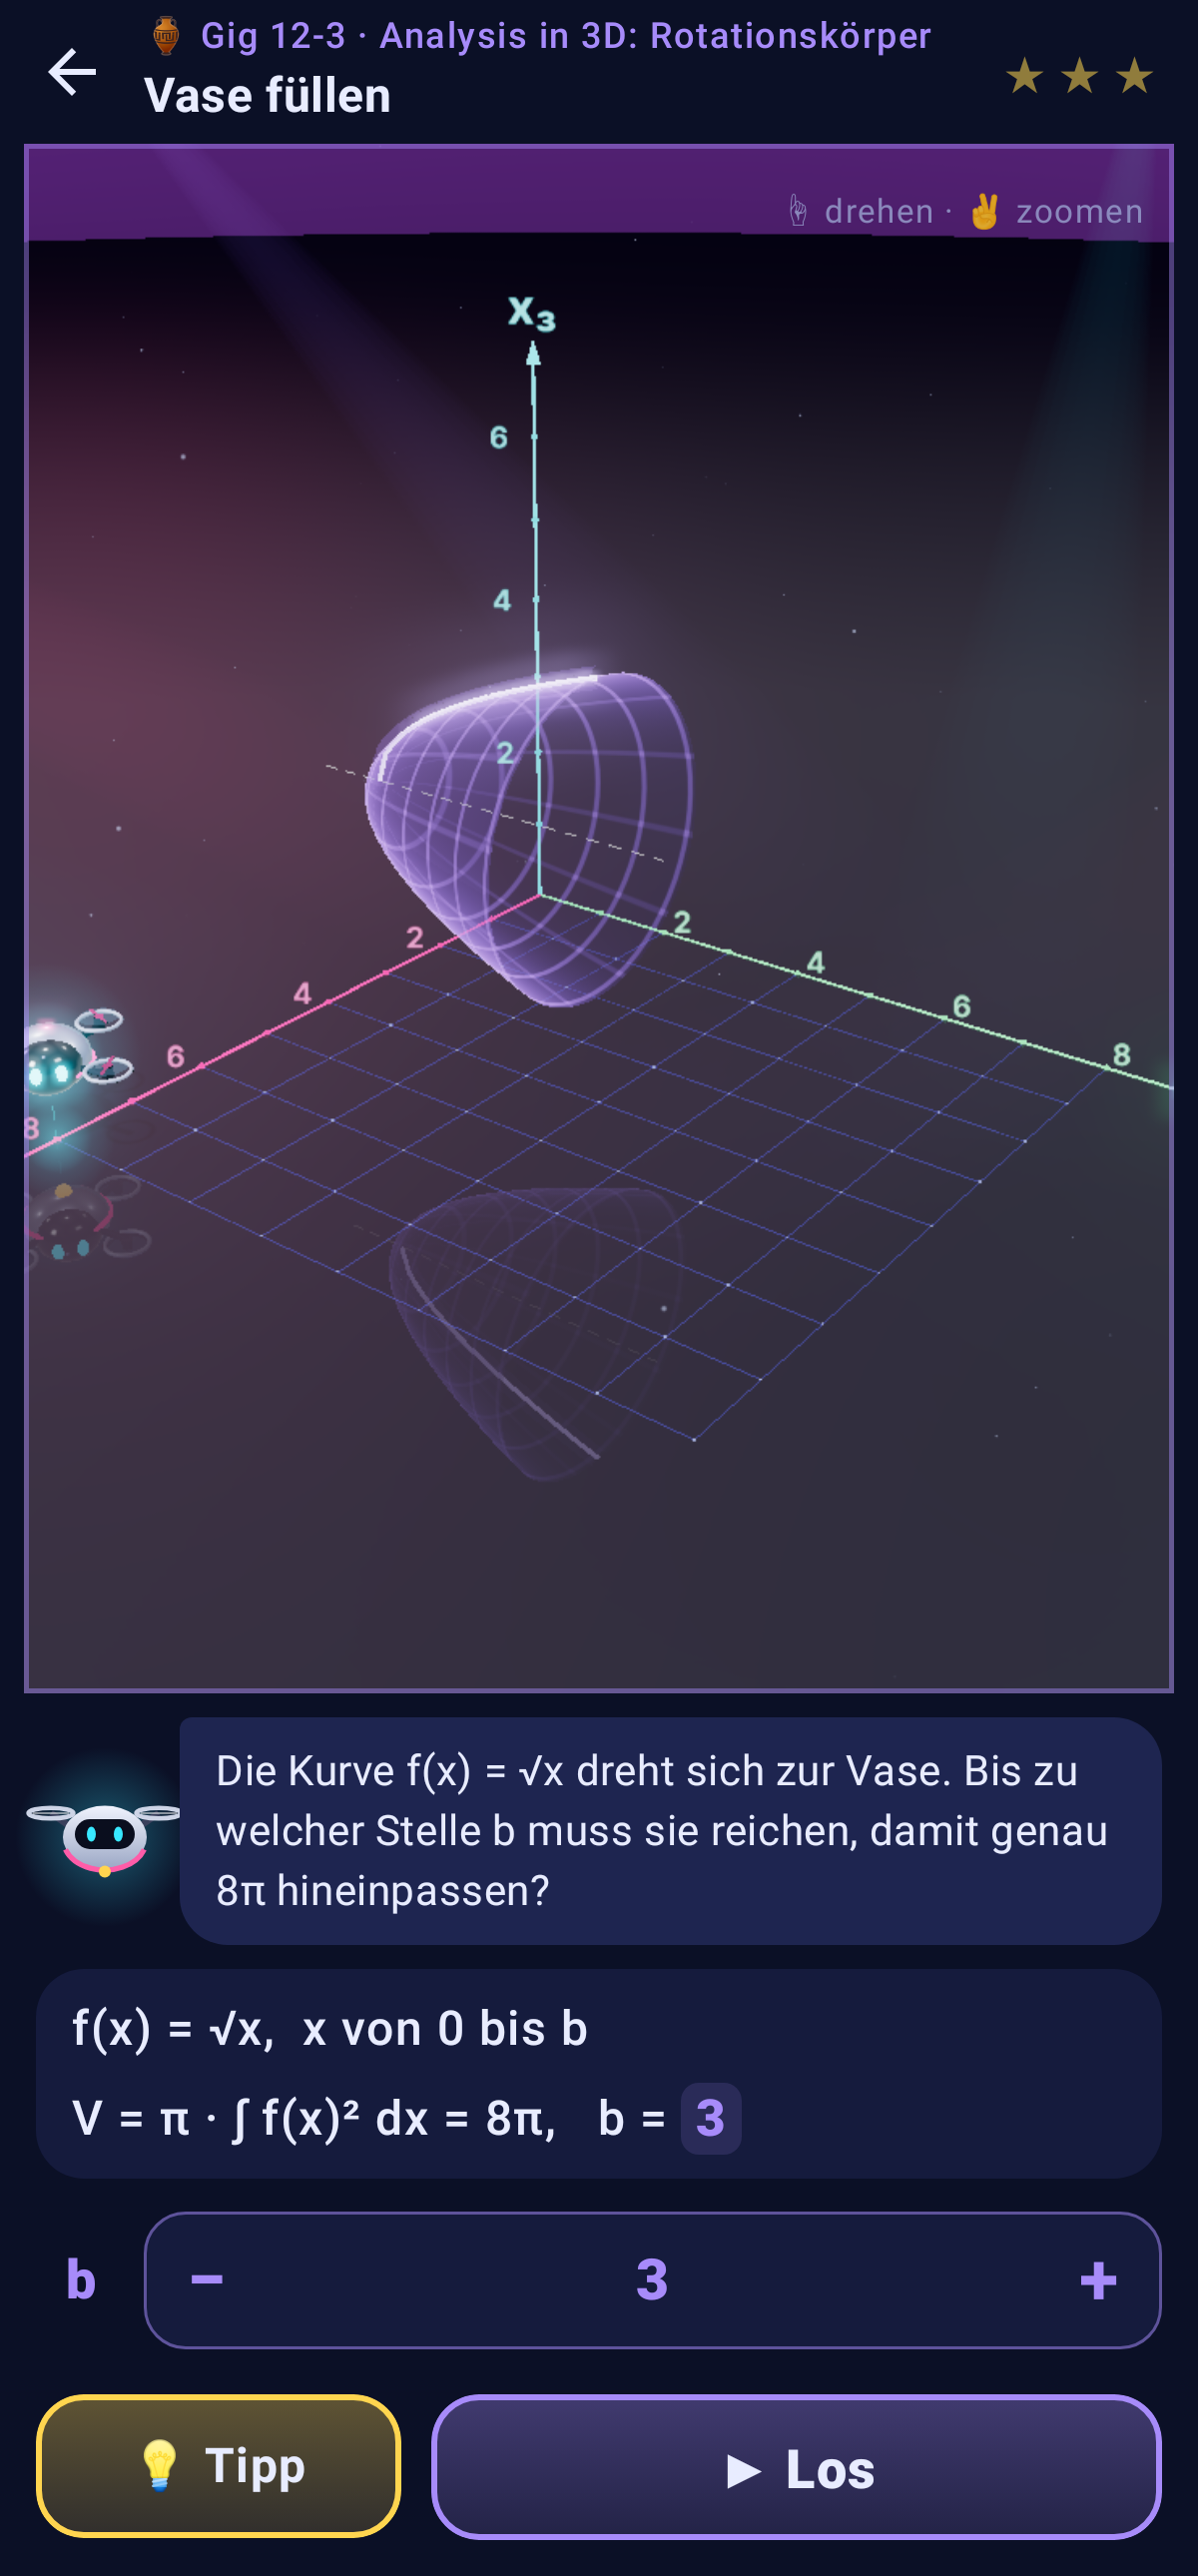 Gig 12-3 · Analysis in 3D: Rotationskörper
Vase füllen
drehen · zoomen
x₃
6
4
2
2
4
6
8
2
4
6
8
Die Kurve f(x) = √x dreht sich zur Vase. Bis zu
welcher Stelle b muss sie reichen, damit genau
8π hineinpassen?
f(x) = √x, x von 0 bis b
V = π · ∫ f(x)² dx = 8π, b = 3
b − 3 +
Tipp
Los